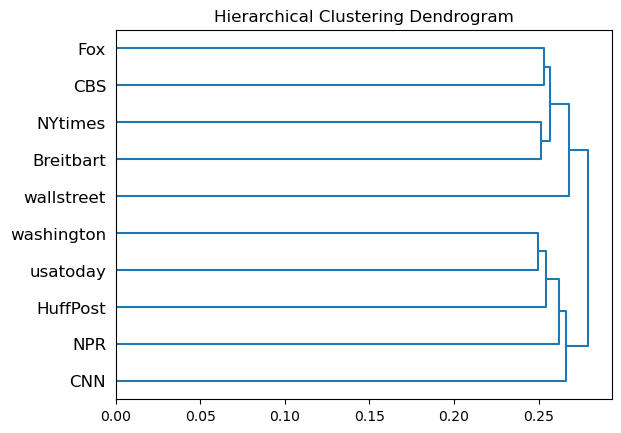 Hierarchical Clustering Dendrogram
Fox
CBS
NYtimes
Breitbart
wallstreet
washington
usatoday
HuffPost
NPR
CNN
0.00 0.05 0.10 0.15 0.20 0.25